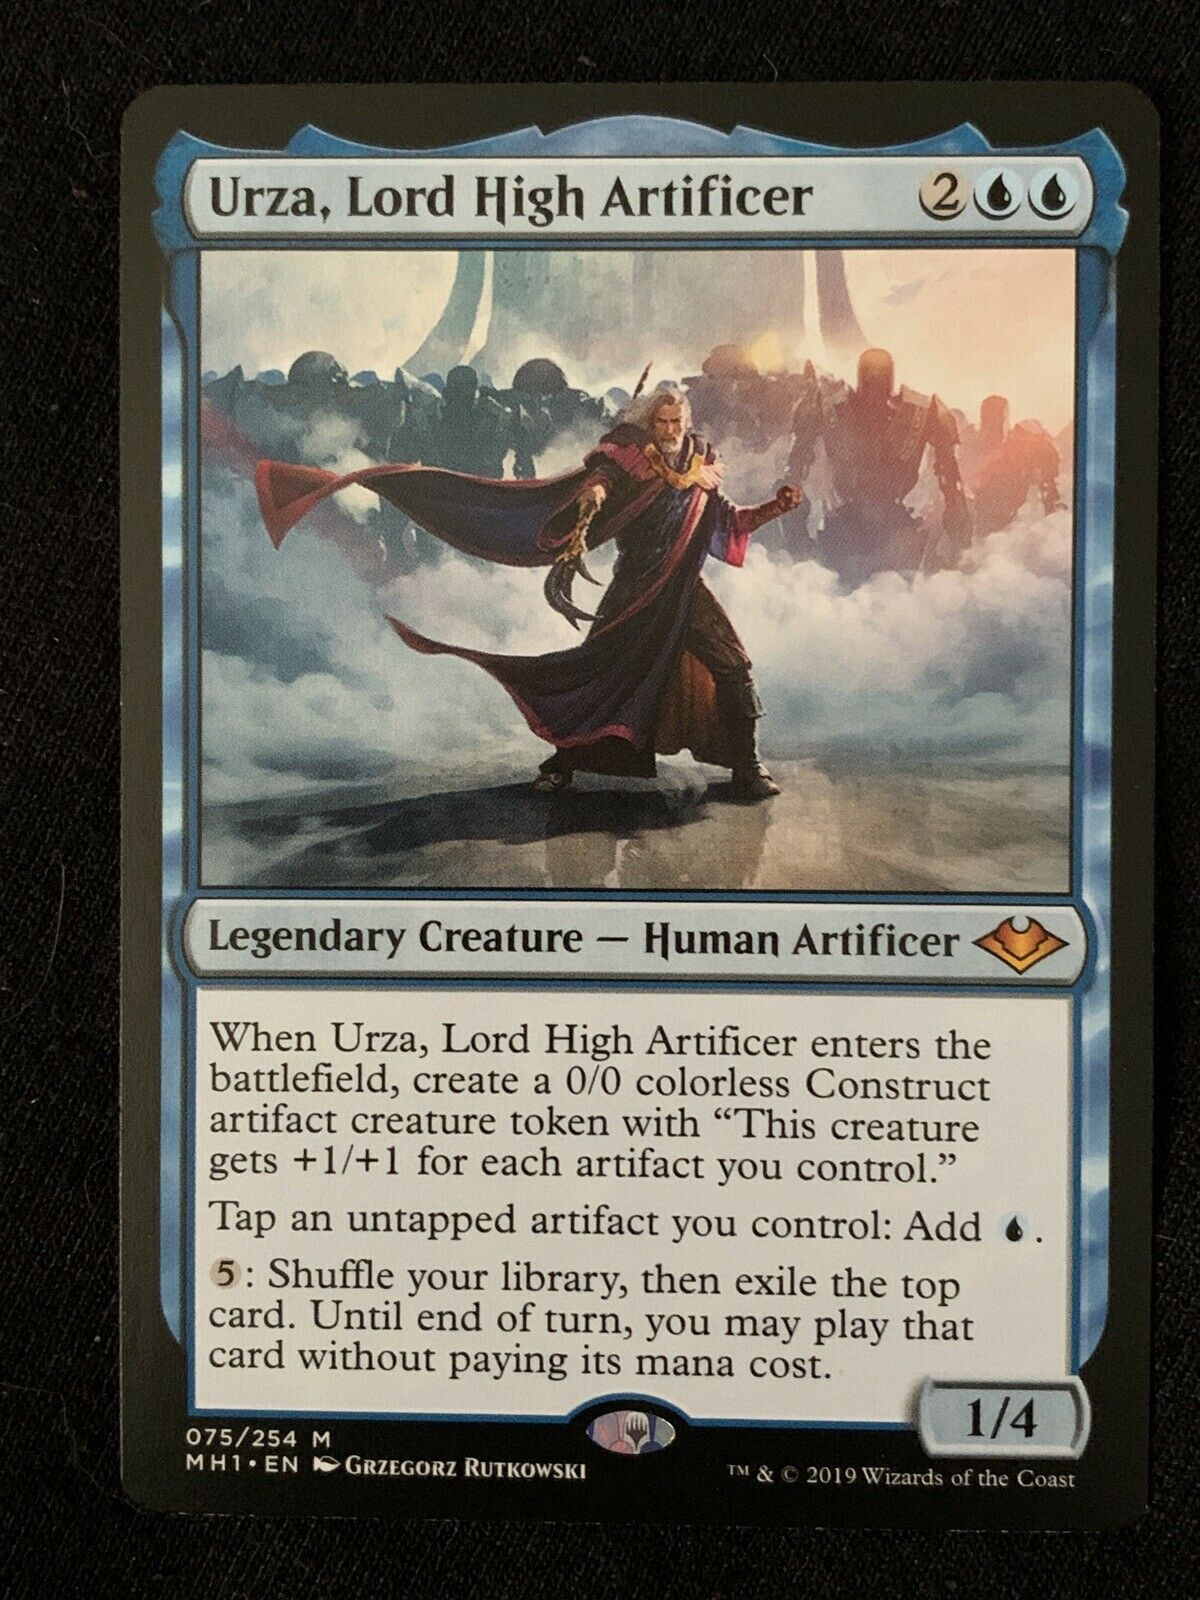 Urza, Lord High Artificer 2
Legendary Creature — Human Artificer
When Urza, Lord High Artificer enters the
battlefield, create a 0/0 colorless Construct
artifact creature token with “This creature
gets +1/+1 for each artifact you control.”
Tap an untapped artifact you control: Add .
5: Shuffle your library, then exile the top
card. Until end of turn, you may play that
card without paying its mana cost.
1/4
075/254 M
MH1 • EN Grzegorz Rutkowski
™ & © 2019 Wizards of the Coast